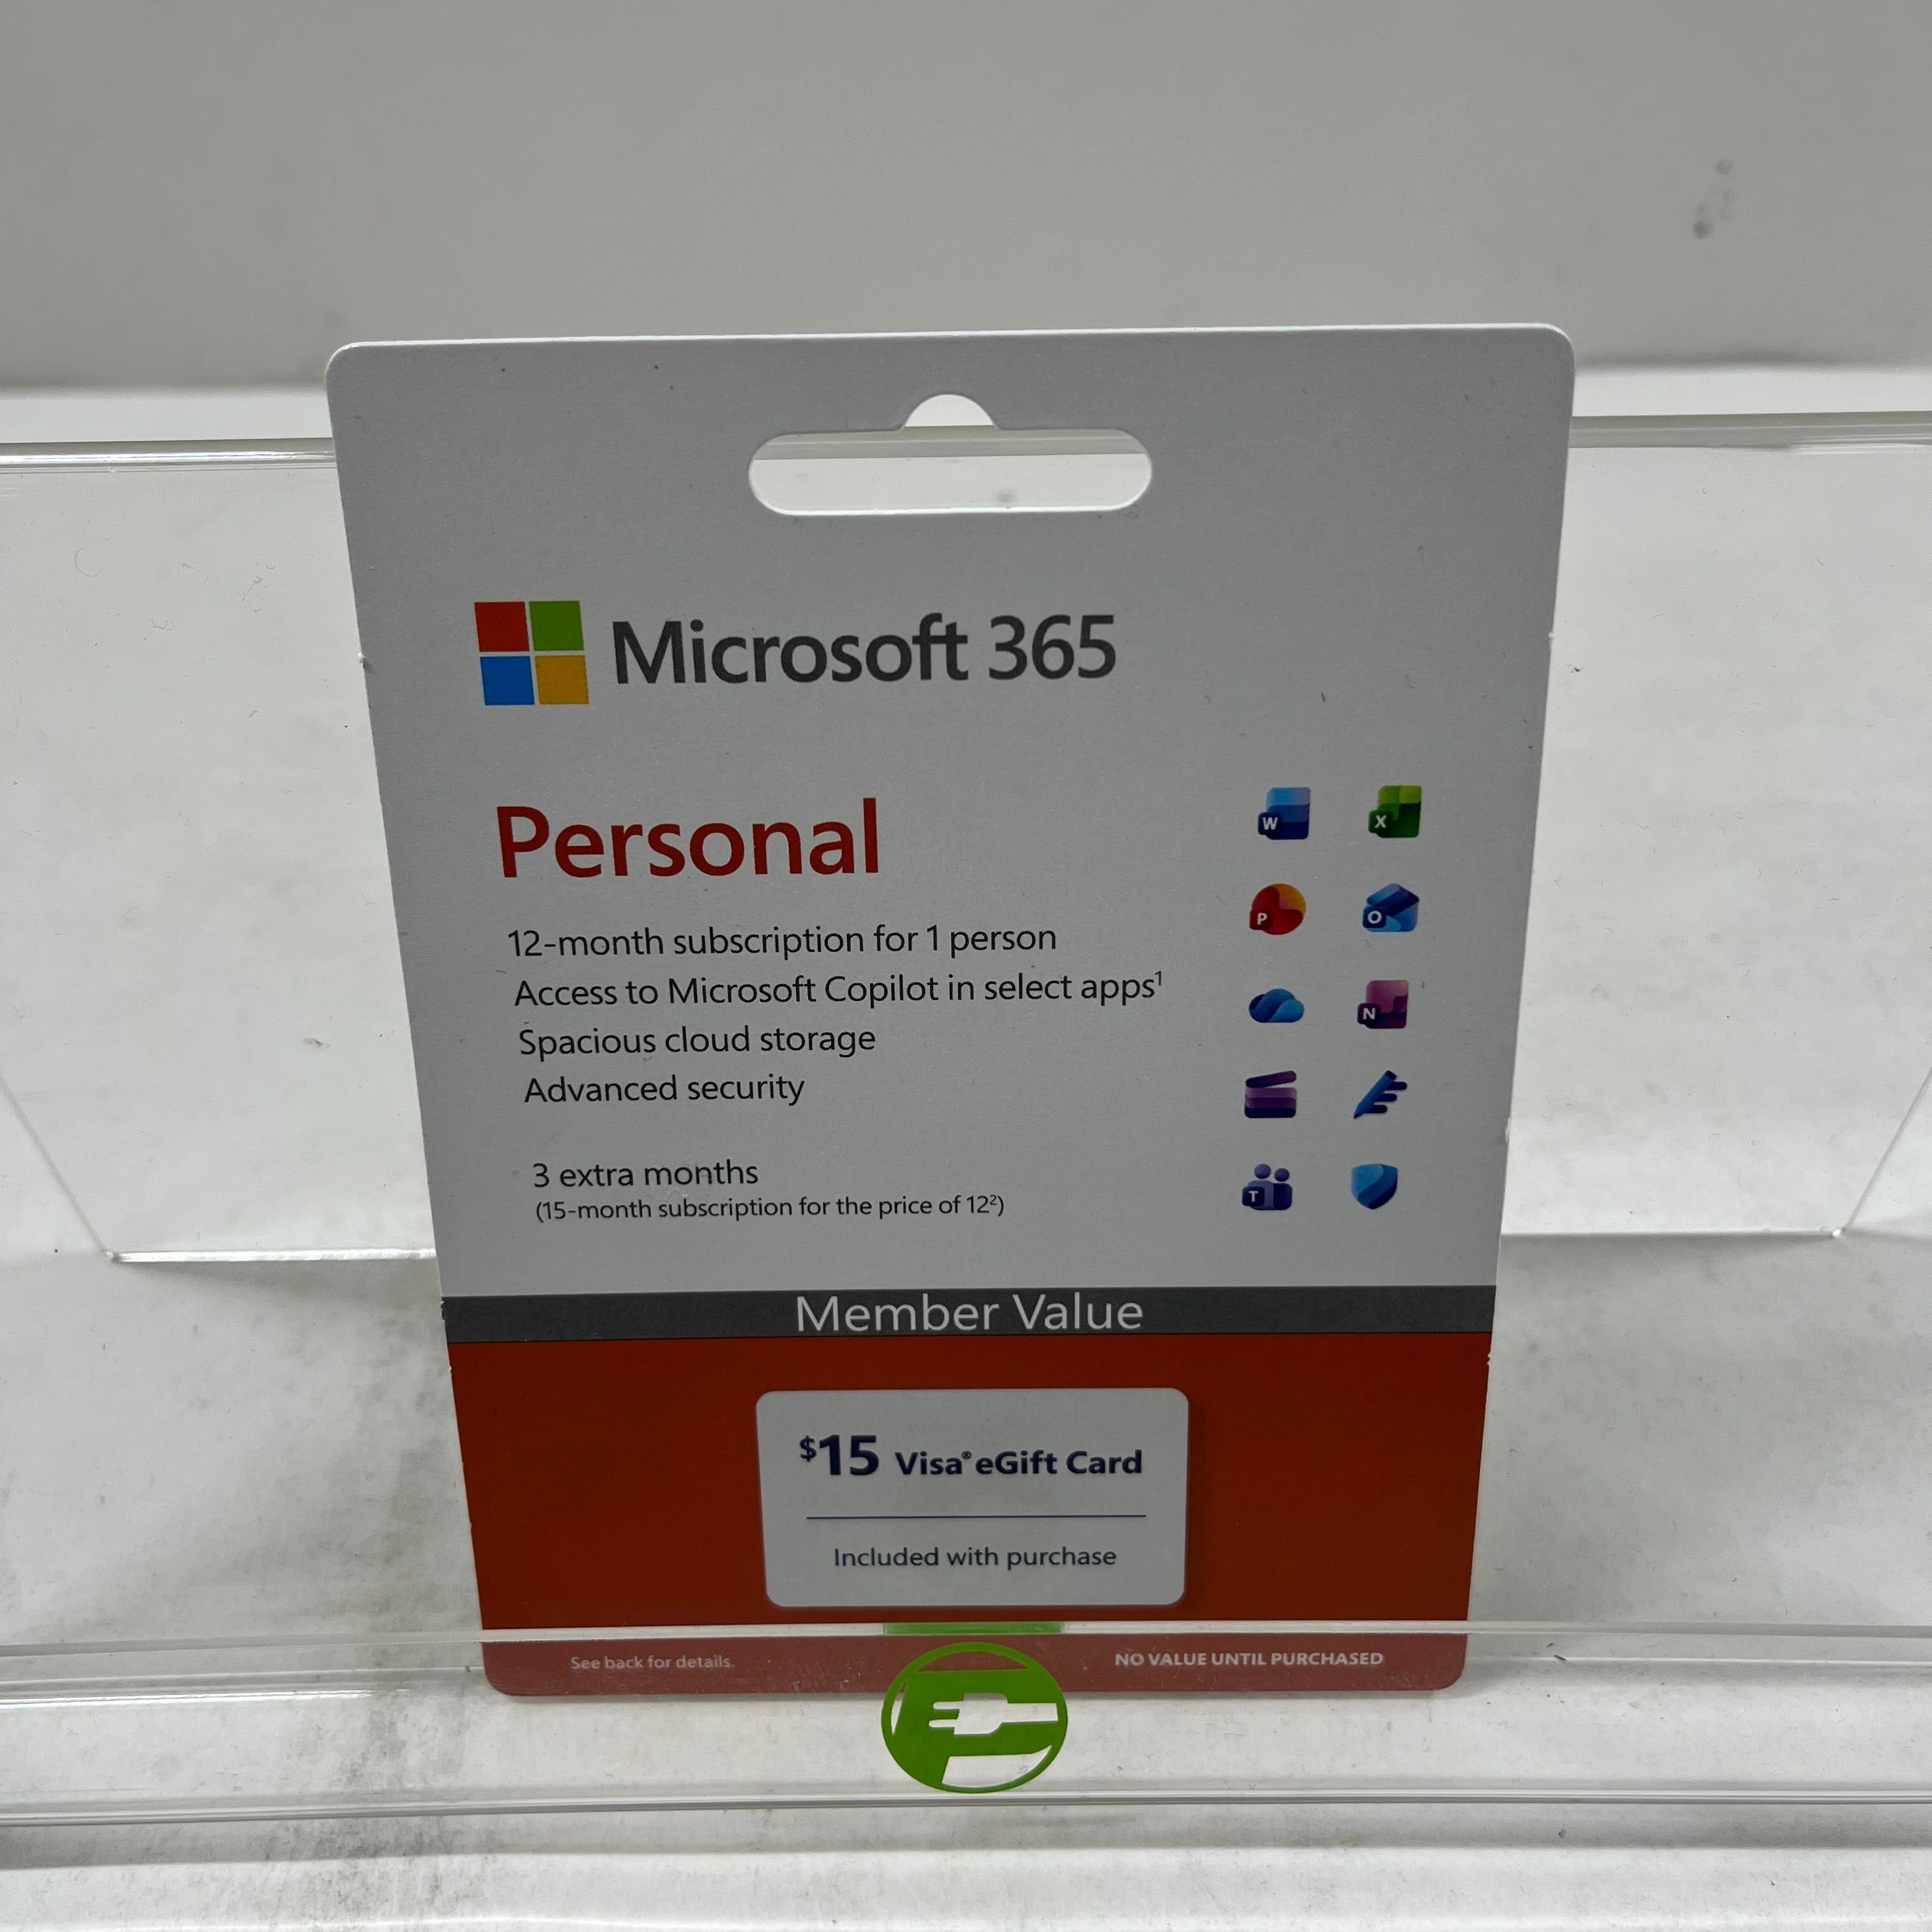 Microsoft 365
Personal
12-month subscription for 1 person
Access to Microsoft Copilot in select apps¹
Spacious cloud storage
Advanced security
3 extra months
(15-month subscription for the price of 12²)
W
X
P
O
N
T
Member Value
$15 Visa® eGift Card
Included with purchase
See back for details.
NO VALUE UNTIL PURCHASED